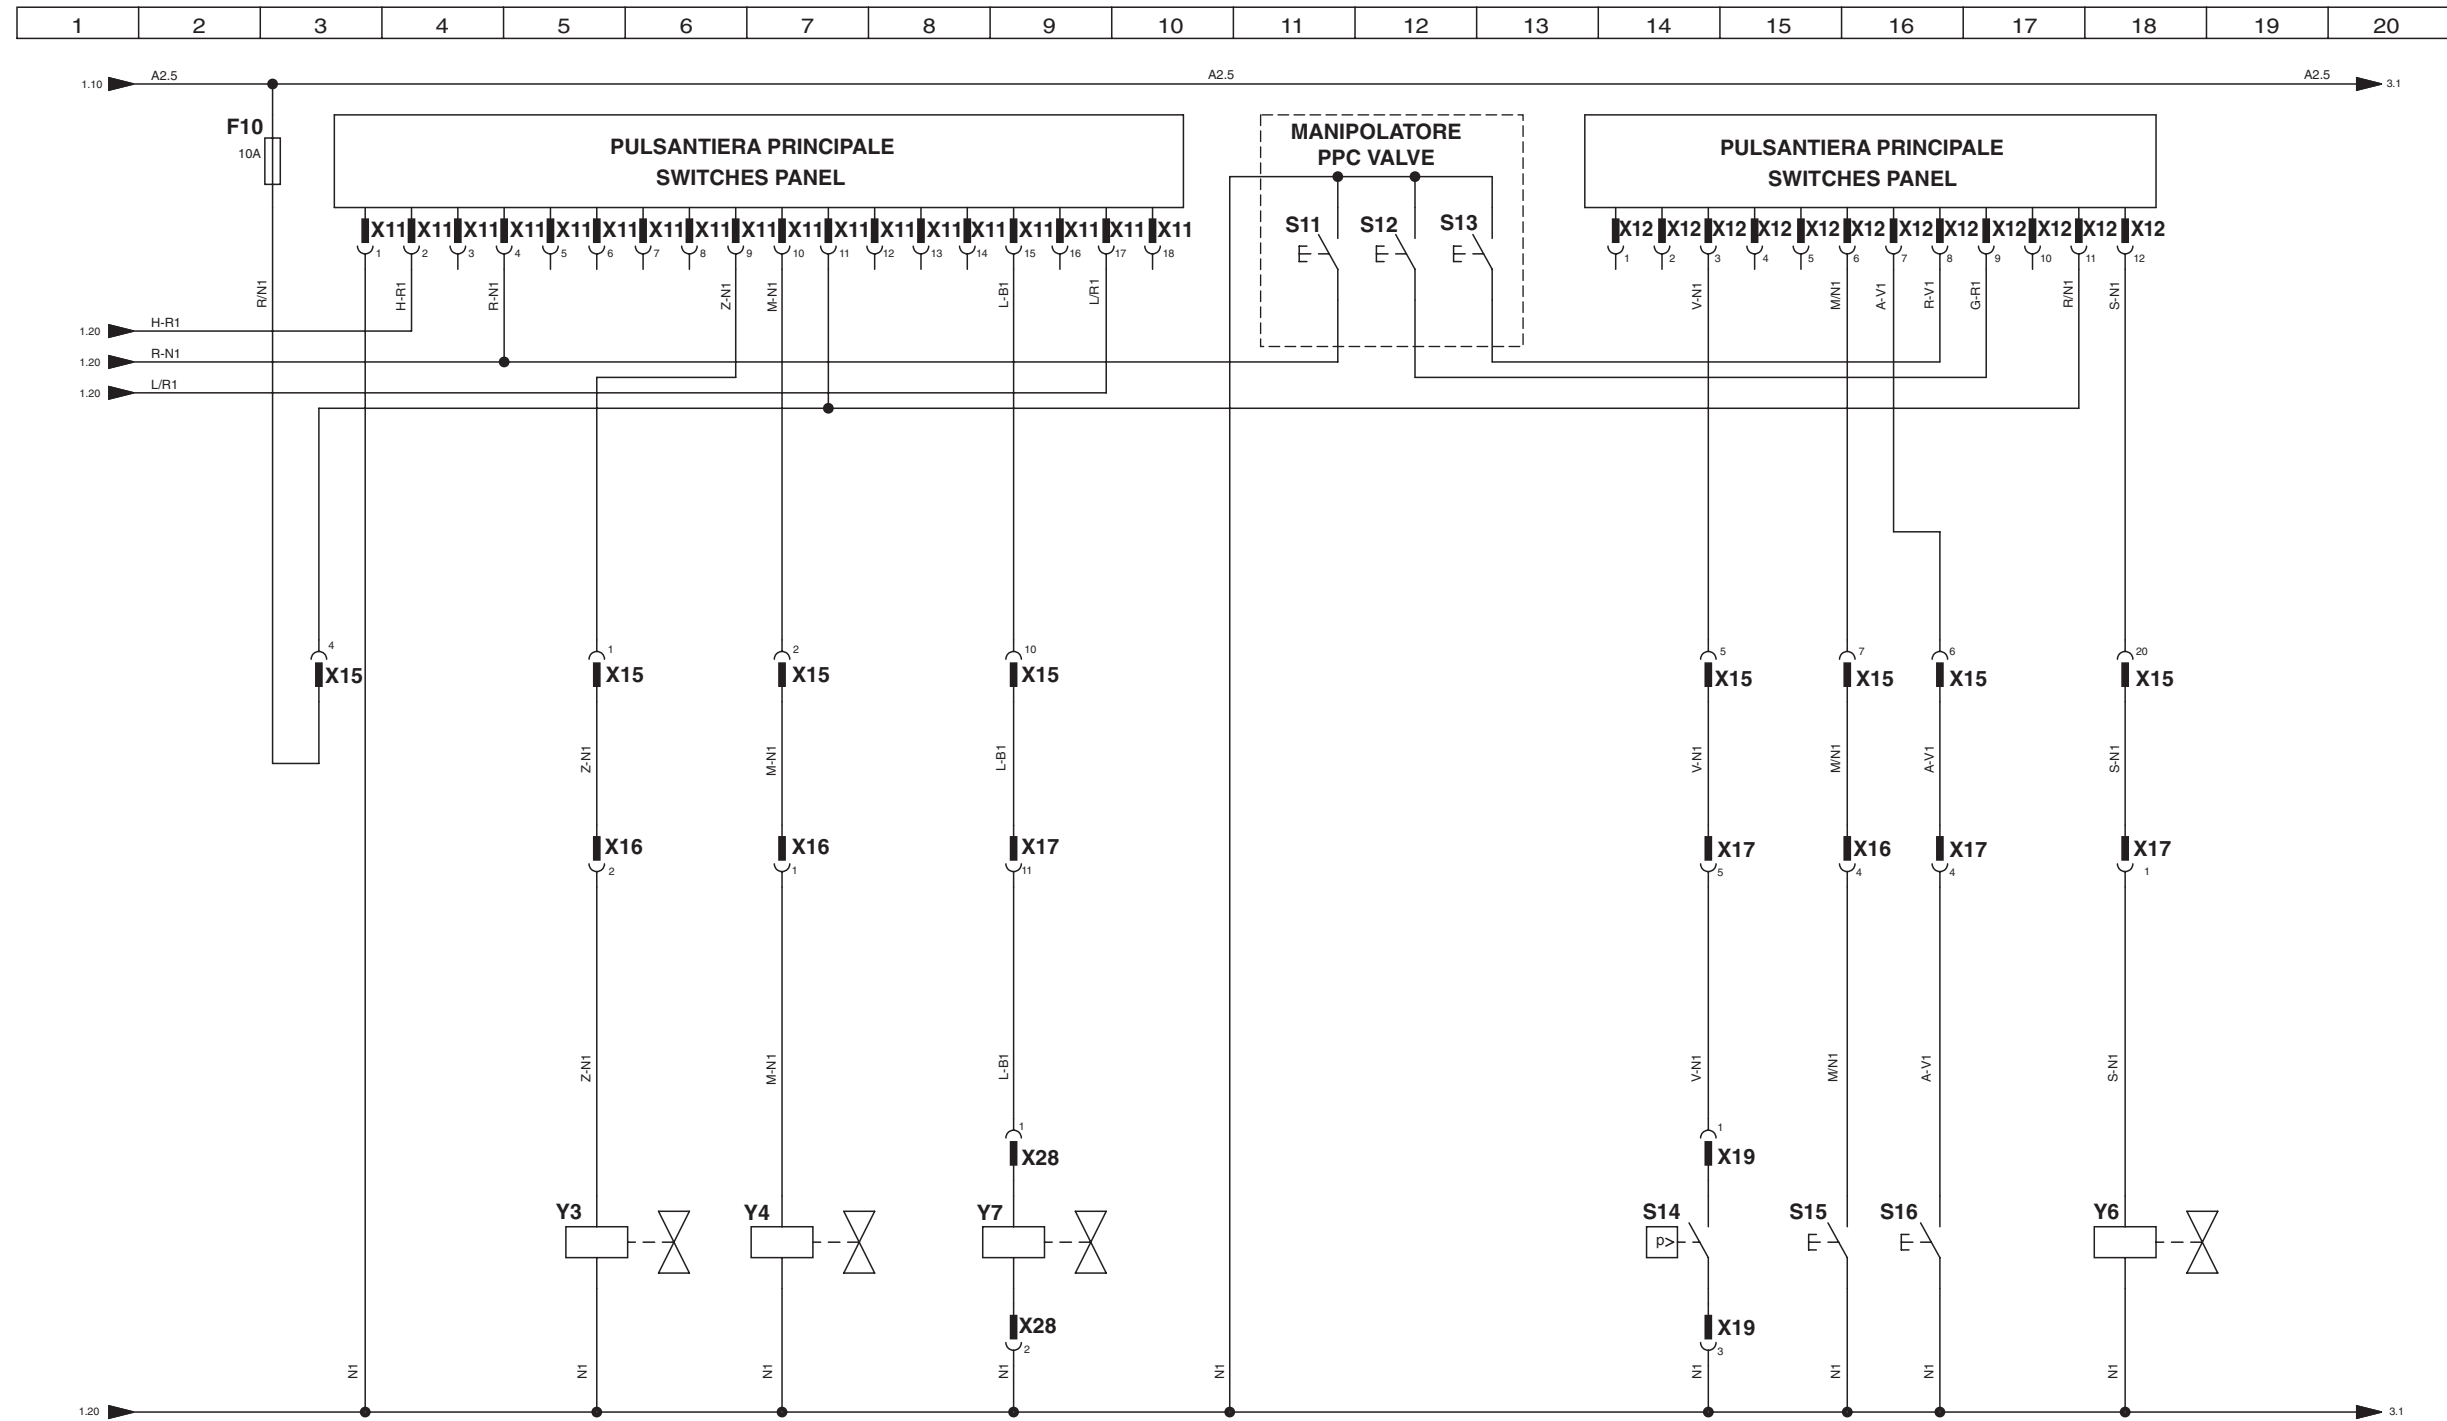 1 2 3 4 5 6 7 8 9 10 11 12 13 14 15 16 17 18 19 20
1.10 A2.5 A2.5 A2.5 3.1
F10
10A
PULSANTIERA PRINCIPALE
SWITCHES PANEL
MANIPOLATORE
PPC VALVE
PULSANTIERA PRINCIPALE
SWITCHES PANEL
X11 X11 X11 X11 X11 X11 X11 X11 X11 X11 X11 X11 X11 X11 X11 X11 X11 X11
1 2 3 4 5 6 7 8 9 10 11 12 13 14 15 16 17 18
S11 S12 S13
X12 X12 X12 X12 X12 X12 X12 X12 X12 X12 X12 X12
1 2 3 4 5 6 7 8 9 10 11 12
R/N1 H-R1 R-N1 Z-N1 M-N1 L-B1 L/R1 V-N1 M/N1 A-V1 R-V1 G-R1 R/N1 S-N1
1.20 H-R1
1.20 R-N1
1.20 L/R1
4 1 2 10 5 7 6 20
X15 X15 X15 X15 X15 X15 X15 X15
Z-N1 M-N1 L-B1 V-N1 M/N1 A-V1 S-N1
X16 X16 X17 X17 X16 X17 X17
2 1 11 5 4 4 1
Z-N1 M-N1 L-B1 V-N1 M/N1 A-V1 S-N1
1 1
X28 X19
Y3 Y4 Y7 S14 S15 S16 Y6
p>
X28 X19
2 3
N1 N1 N1 N1 N1 N1 N1 N1 N1
1.20 3.1